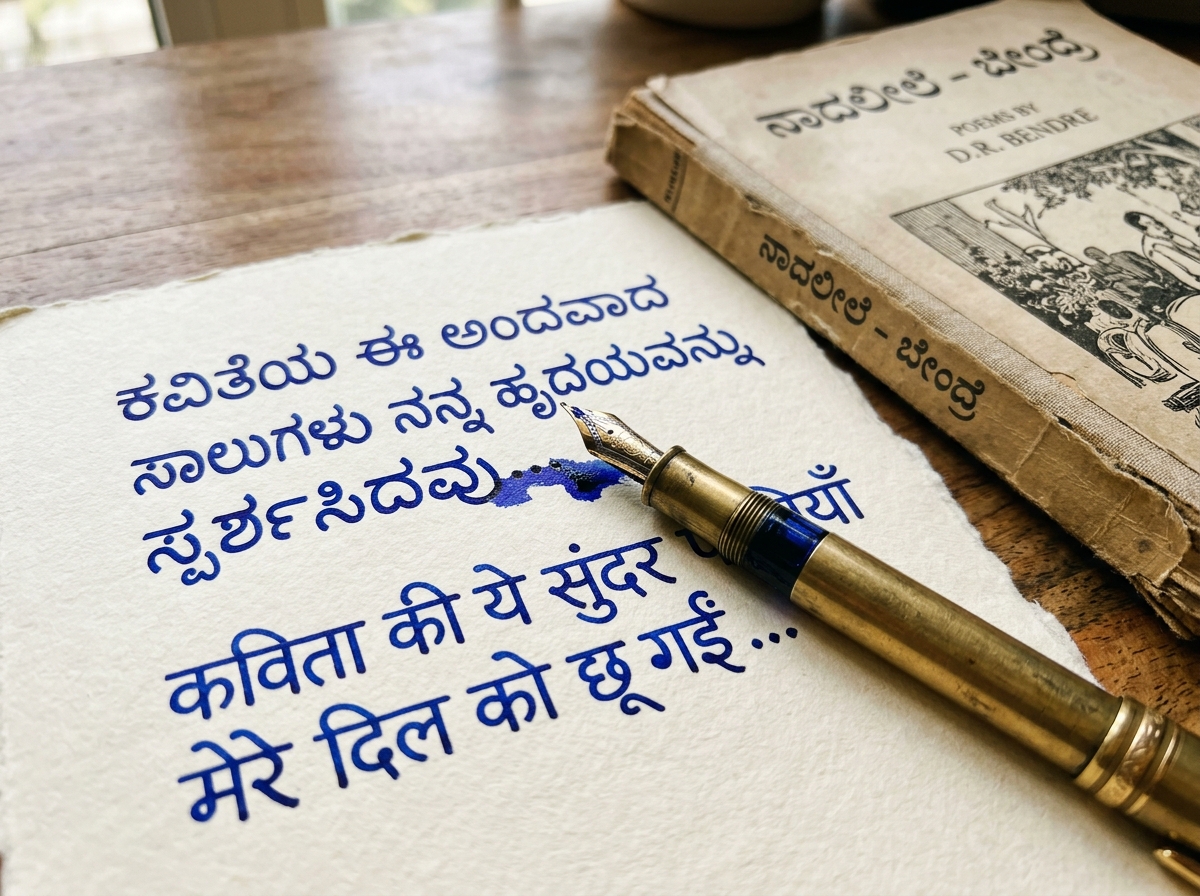 ನಾದಲೀಲೆ – ಬೇಂದ್ರೆ
POEMS BY
D.R. BENDRE
ನಾದಲೀಲೆ – ಬೇಂದ್ರೆ
ಕವಿತೆಯ ಈ ಅಂದವಾದ
ಸಾಲುಗಳು ನನ್ನ ಹೃದಯವನ್ನು
ಸ್ಪರ್ಶಸಿದವು
कविता की ये सुंदर
मेरे दिल को छू गईं...